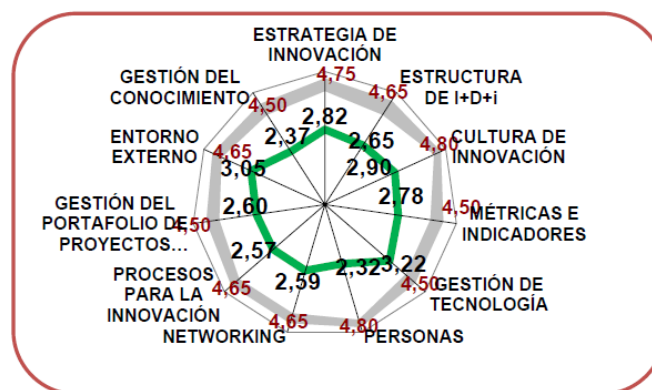 ESTRATEGIA DE
INNOVACIÓN
4,75
GESTIÓN DEL
CONOCIMIENTO
4,50
ESTRUCTURA
DE I+D+i
4,65
2,82
2,37
2,65
ENTORNO
EXTERNO
4,65
3,05
CULTURA DE
INNOVACIÓN
4,80
2,90
GESTIÓN DEL
PORTAFOLIO DE
PROYECTOS...
4,50
2,60
MÉTRICAS E
INDICADORES
4,50
2,78
PROCESOS
PARA LA
INNOVACIÓN
4,65
2,57
GESTIÓN DE
TECNOLOGÍA
4,50
3,22
NETWORKING
4,65
2,59
PERSONAS
4,80
2,32